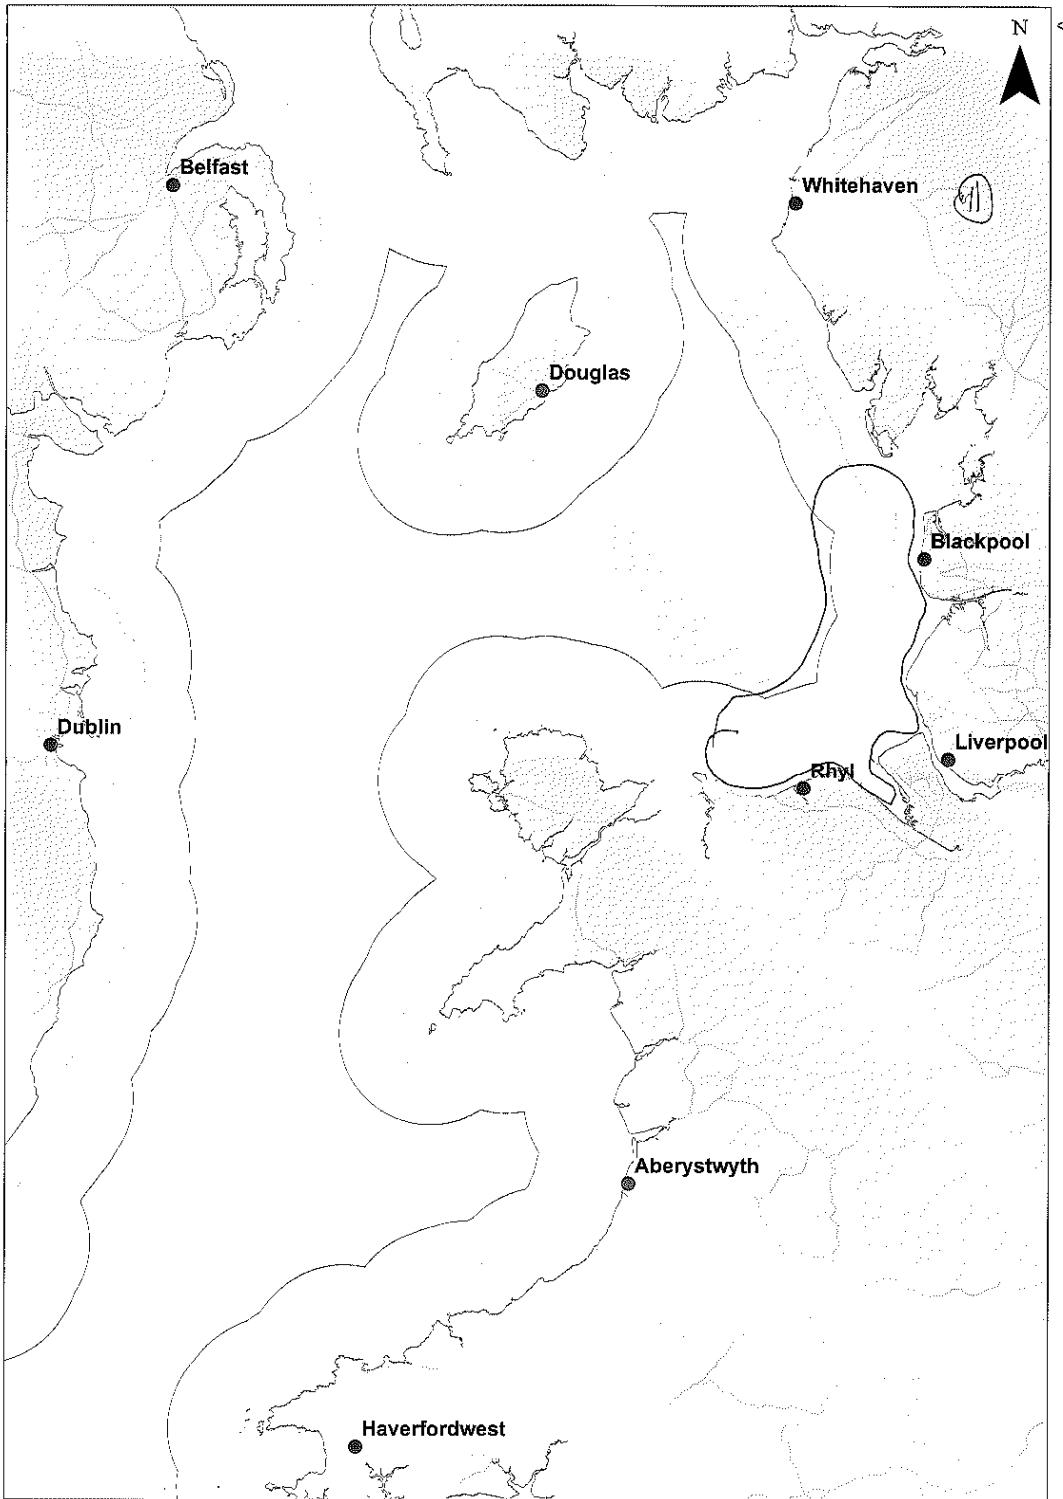 N
Belfast
Whitehaven
Douglas
Blackpool
Dublin
Liverpool
Rhyl
Aberystwyth
Haverfordwest